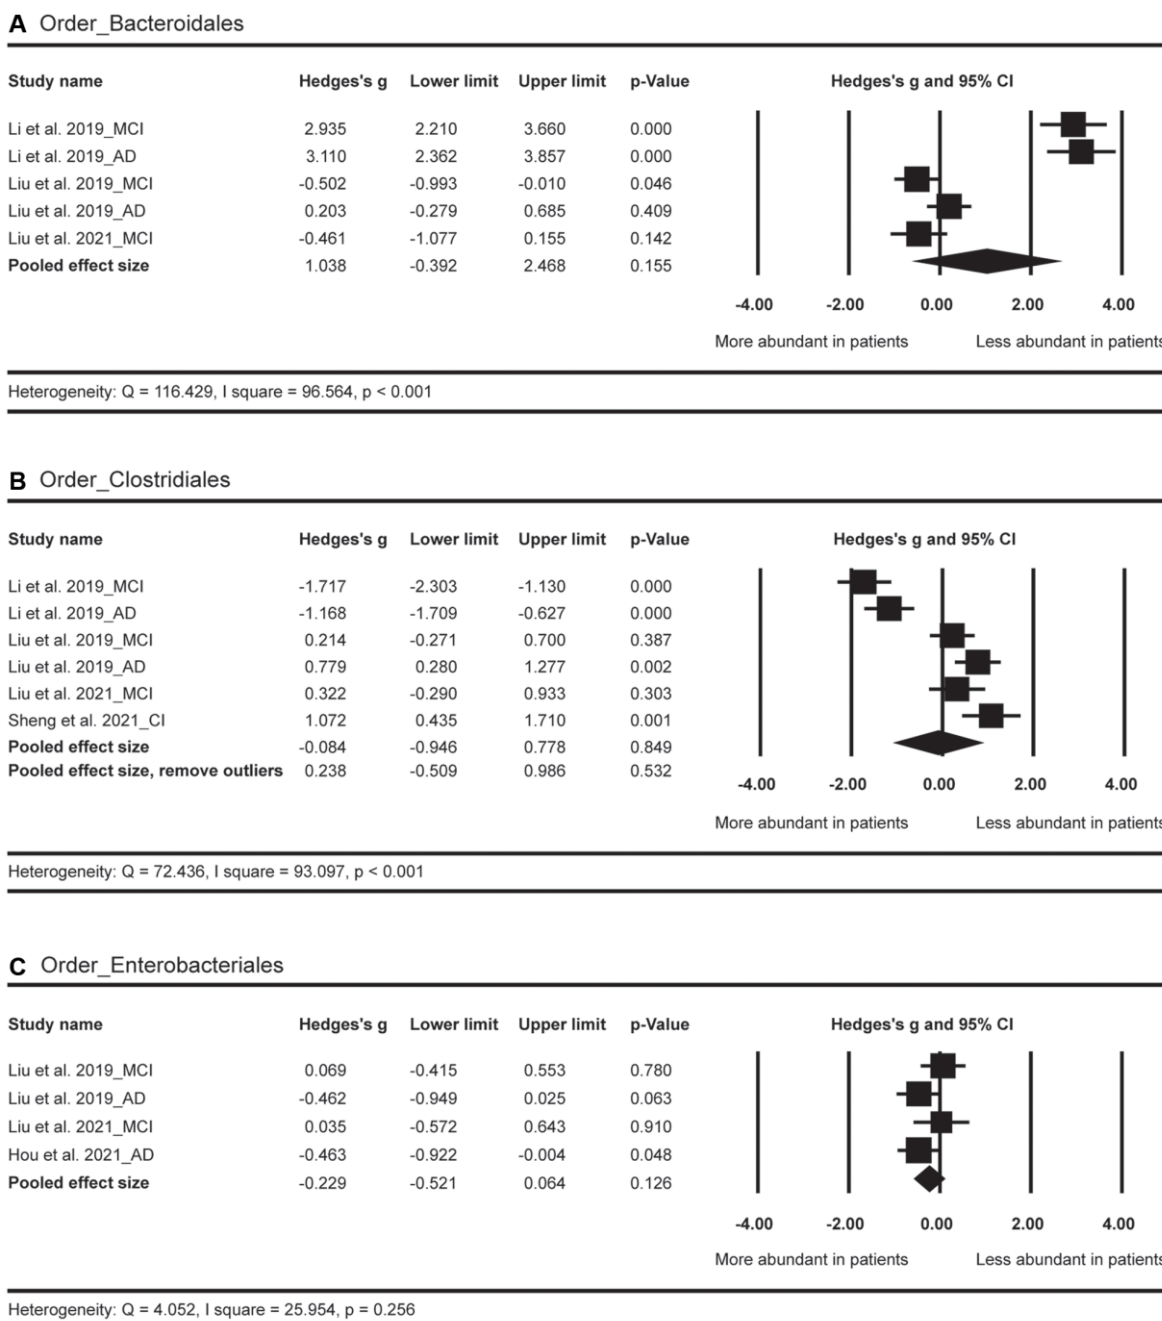 A Order_Bacteroidales
Study name Hedges's g Lower limit Upper limit p-Value Hedges's g and 95% CI
Li et al. 2019_MCI 2.935 2.210 3.660 0.000
Li et al. 2019_AD 3.110 2.362 3.857 0.000
Liu et al. 2019_MCI -0.502 -0.993 -0.010 0.046
Liu et al. 2019_AD 0.203 -0.279 0.685 0.409
Liu et al. 2021_MCI -0.461 -1.077 0.155 0.142
Pooled effect size 1.038 -0.392 2.468 0.155
-4.00 -2.00 0.00 2.00 4.00
More abundant in patients Less abundant in patients
Heterogeneity: Q = 116.429, I square = 96.564, p < 0.001
B Order_Clostridiales
Study name Hedges's g Lower limit Upper limit p-Value Hedges's g and 95% CI
Li et al. 2019_MCI -1.717 -2.303 -1.130 0.000
Li et al. 2019_AD -1.168 -1.709 -0.627 0.000
Liu et al. 2019_MCI 0.214 -0.271 0.700 0.387
Liu et al. 2019_AD 0.779 0.280 1.277 0.002
Liu et al. 2021_MCI 0.322 -0.290 0.933 0.303
Sheng et al. 2021_CI 1.072 0.435 1.710 0.001
Pooled effect size -0.084 -0.946 0.778 0.849
Pooled effect size, remove outliers 0.238 -0.509 0.986 0.532
-4.00 -2.00 0.00 2.00 4.00
More abundant in patients Less abundant in patients
Heterogeneity: Q = 72.436, I square = 93.097, p < 0.001
C Order_Enterobacteriales
Study name Hedges's g Lower limit Upper limit p-Value Hedges's g and 95% CI
Liu et al. 2019_MCI 0.069 -0.415 0.553 0.780
Liu et al. 2019_AD -0.462 -0.949 0.025 0.063
Liu et al. 2021_MCI 0.035 -0.572 0.643 0.910
Hou et al. 2021_AD -0.463 -0.922 -0.004 0.048
Pooled effect size -0.229 -0.521 0.064 0.126
-4.00 -2.00 0.00 2.00 4.00
More abundant in patients Less abundant in patients
Heterogeneity: Q = 4.052, I square = 25.954, p = 0.256